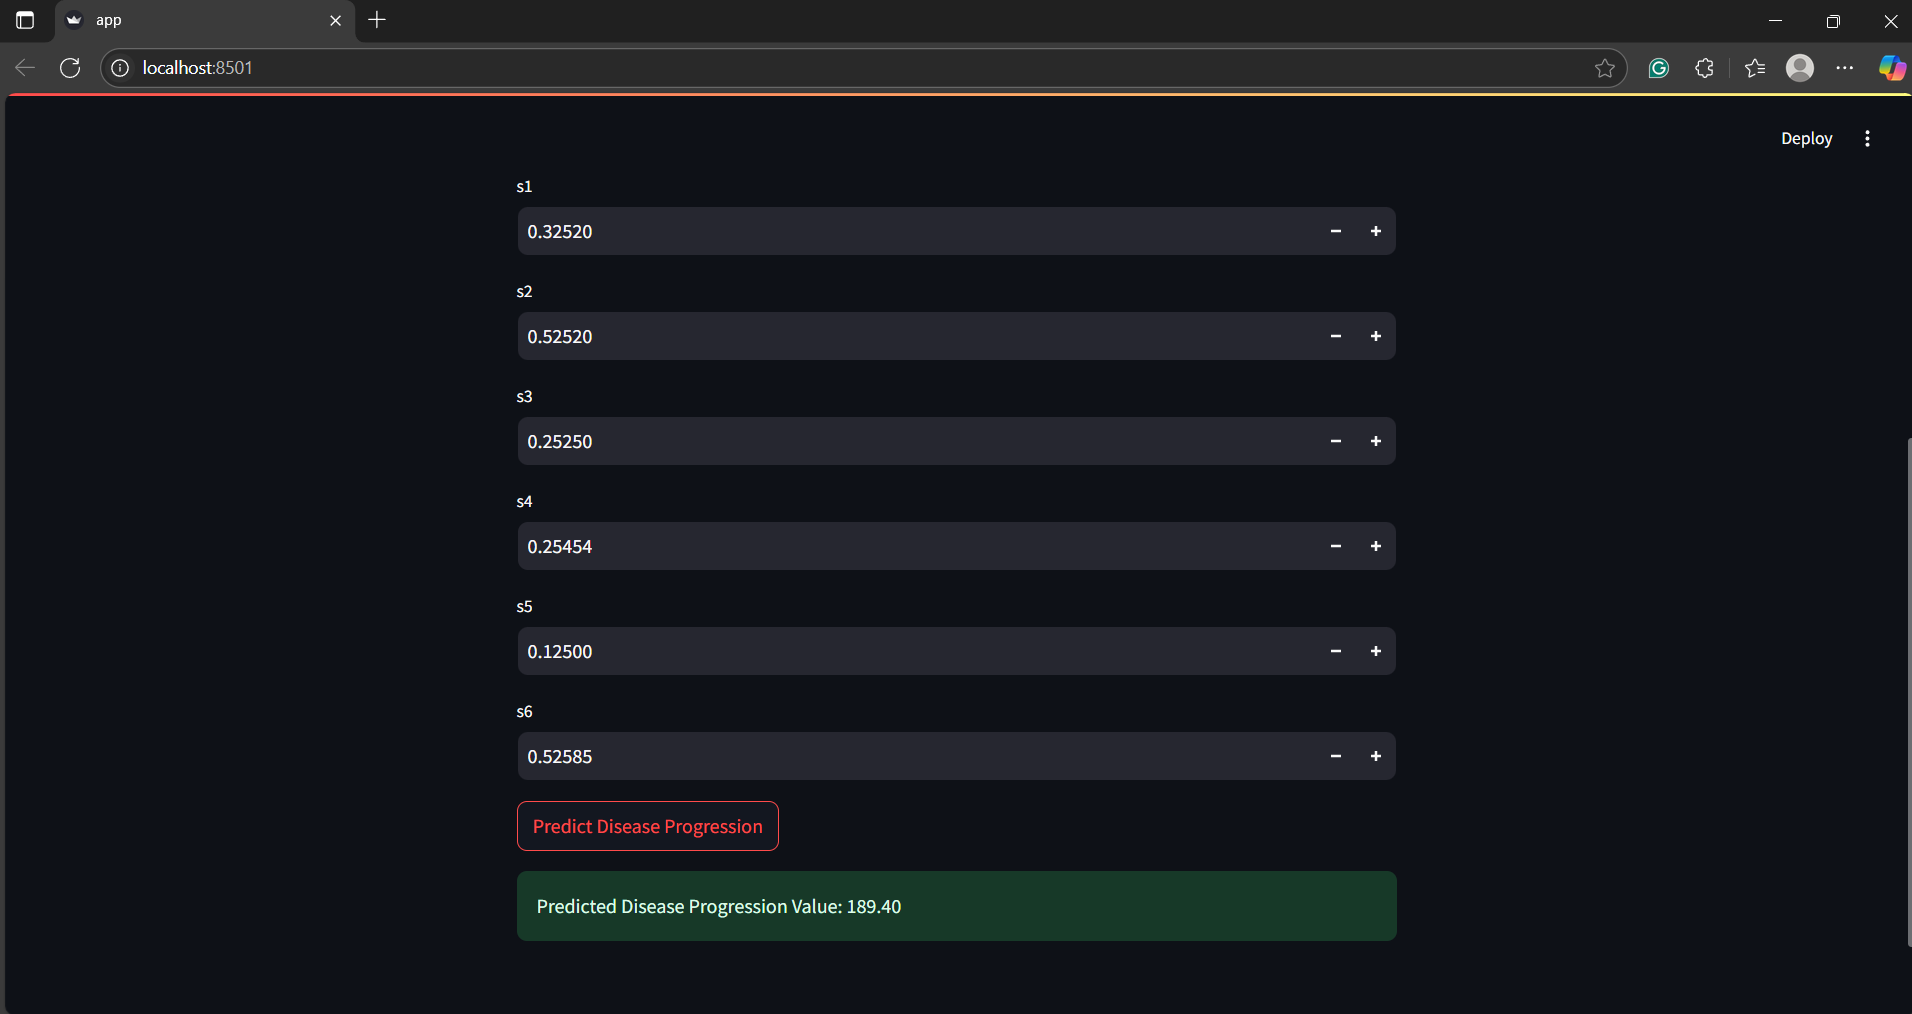 app
localhost:8501
Deploy
s1
0.32520
s2
0.52520
s3
0.25250
s4
0.25454
s5
0.12500
s6
0.52585
Predict Disease Progression
Predicted Disease Progression Value: 189.40